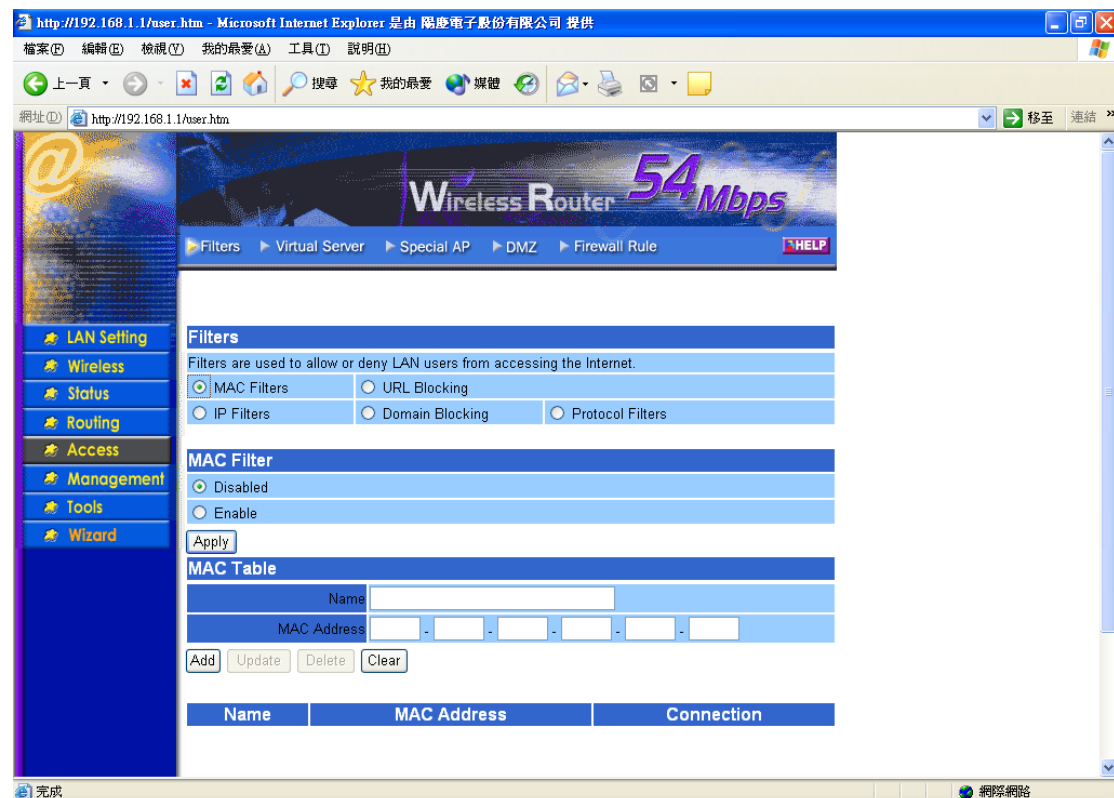 http://192.168.1.1/user.htm - Microsoft Internet Explorer 是由 陽慶電子股份有限公司 提供
檔案(F) 編輯(E) 檢視(V) 我的最愛(A) 工具(T) 說明(H)
上一頁 搜尋 我的最愛 媒體
網址(D) http://192.168.1.1/user.htm 移至 連結 »
@
Wireless Router 54 Mbps
Filters Virtual Server Special AP DMZ Firewall Rule HELP
LAN Setting
Wireless
Status
Routing
Access
Management
Tools
Wizard
Filters
Filters are used to allow or deny LAN users from accessing the Internet.
MAC Filters URL Blocking
IP Filters Domain Blocking Protocol Filters
MAC Filter
Disabled
Enable
Apply
MAC Table
Name
MAC Address - - - - -
Add Update Delete Clear
Name MAC Address Connection
完成 網際網路